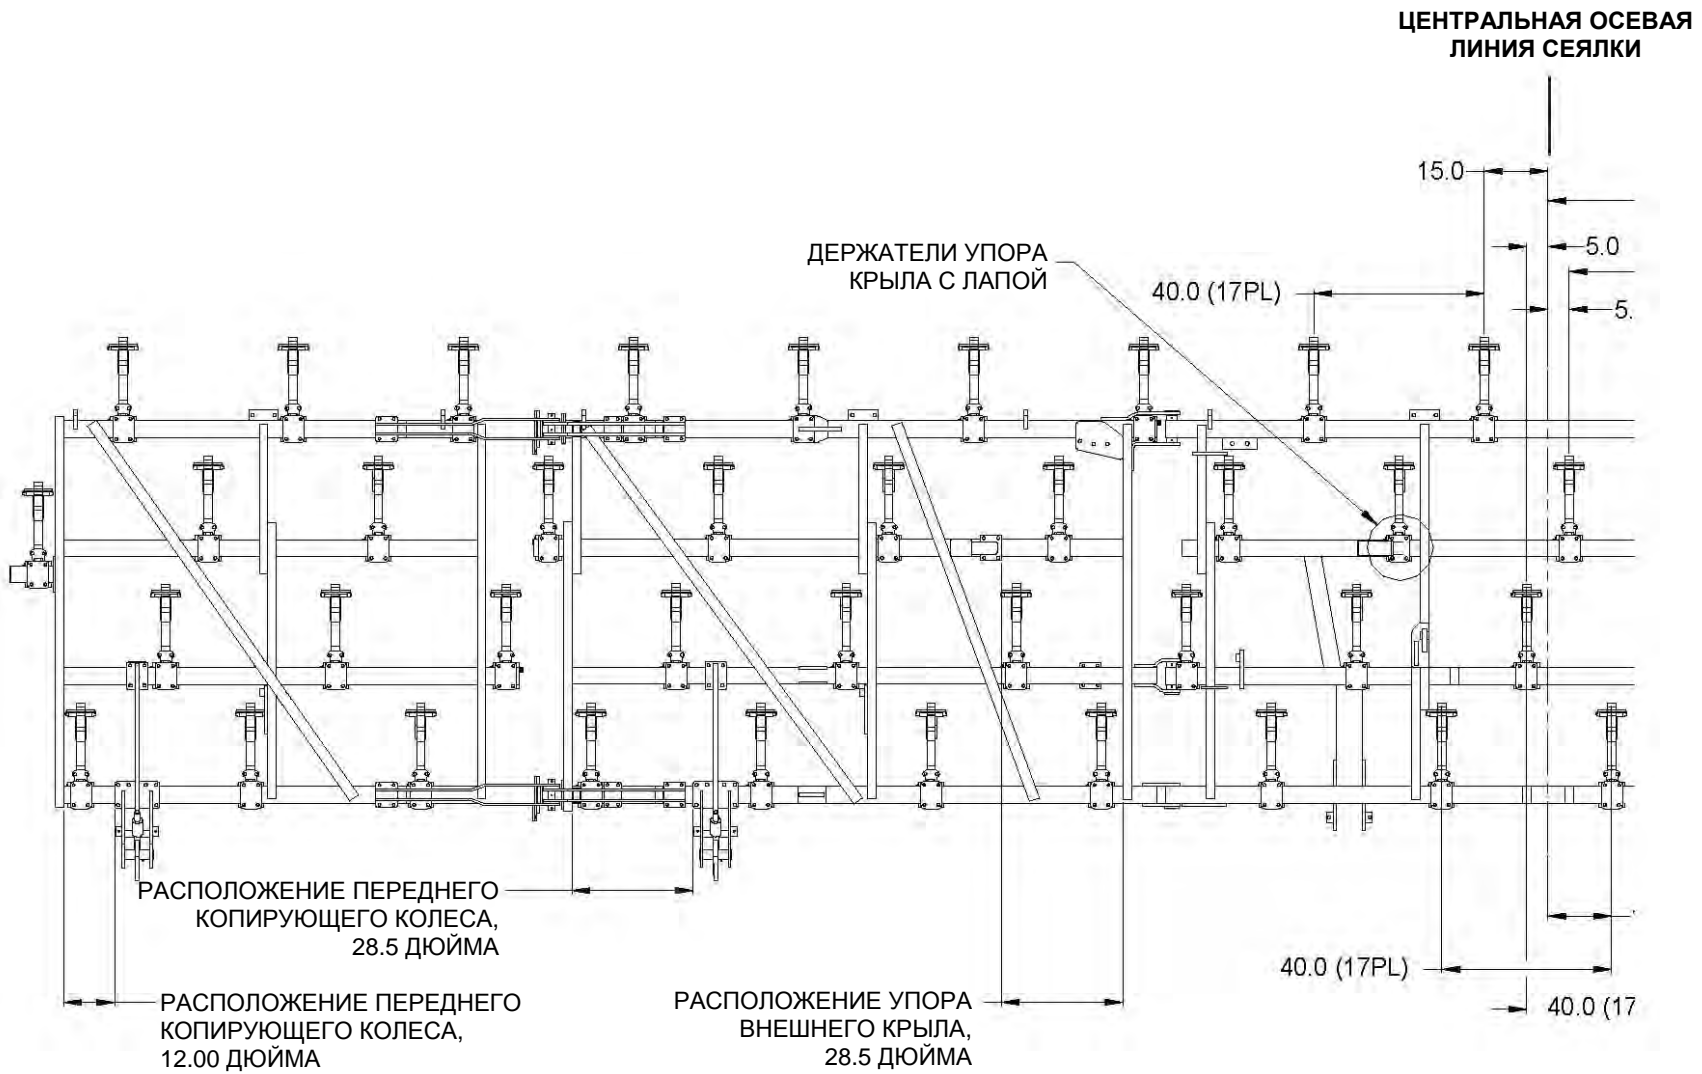 ЦЕНТРАЛЬНАЯ ОСЕВАЯ
ЛИНИЯ СЕЯЛКИ
15.0
5.0
ДЕРЖАТЕЛИ УПОРА
КРЫЛА С ЛАПОЙ
40.0 (17PL)
5.
РАСПОЛОЖЕНИЕ ПЕРЕДНЕГО
КОПИРУЮЩЕГО КОЛЕСА,
28.5 ДЮЙМА
40.0 (17PL)
РАСПОЛОЖЕНИЕ ПЕРЕДНЕГО
КОПИРУЮЩЕГО КОЛЕСА,
12.00 ДЮЙМА
РАСПОЛОЖЕНИЕ УПОРА
ВНЕШНЕГО КРЫЛА,
28.5 ДЮЙМА
40.0 (17